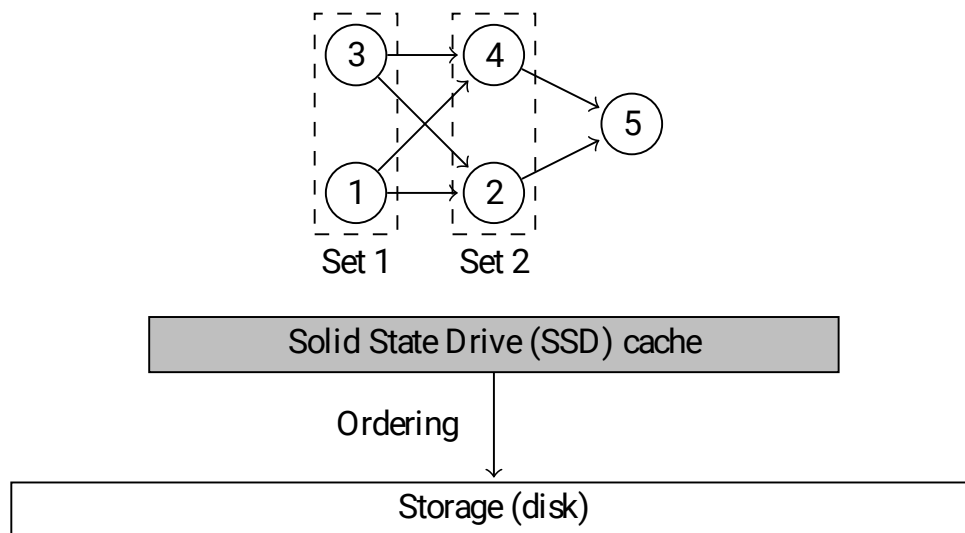 3
4
5
1
2
Set 1
Set 2
Solid State Drive (SSD) cache
Ordering
Storage (disk)